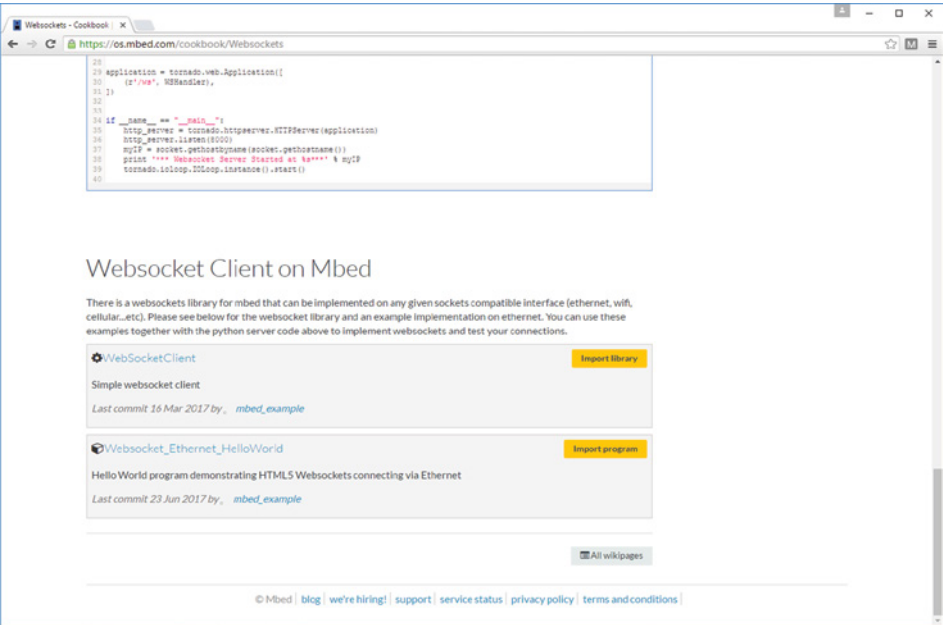 Websockets - Cookbook |
https://os.mbed.com/cookbook/Websockets
28
29 application = tornado.web.Application([
30 (r'/ws', WSHandler),
31 ])
32
33
34 if __name__ == "__main__":
35 http_server = tornado.httpserver.HTTPServer(application)
36 http_server.listen(8000)
37 myIP = socket.gethostbyname(socket.gethostname())
38 print '*** Websocket Server Started at %s***' % myIP
39 tornado.ioloop.IOLoop.instance().start()
40
Websocket Client on Mbed
There is a websockets library for mbed that can be implemented on any given sockets compatible interface (ethernet, wifi,
cellular...etc). Please see below for the websocket library and an example implementation on ethernet. You can use these
examples together with the python server code above to implement websockets and test your connections.
WebSocketClient
Import library
Simple websocket client
Last commit 16 Mar 2017 by , mbed_example
Websocket_Ethernet_HelloWorld
Import program
Hello World program demonstrating HTML5 Websockets connecting via Ethernet
Last commit 23 Jun 2017 by , mbed_example
All wikipages
© Mbed | blog | we're hiring! | support | service status | privacy policy | terms and conditions |